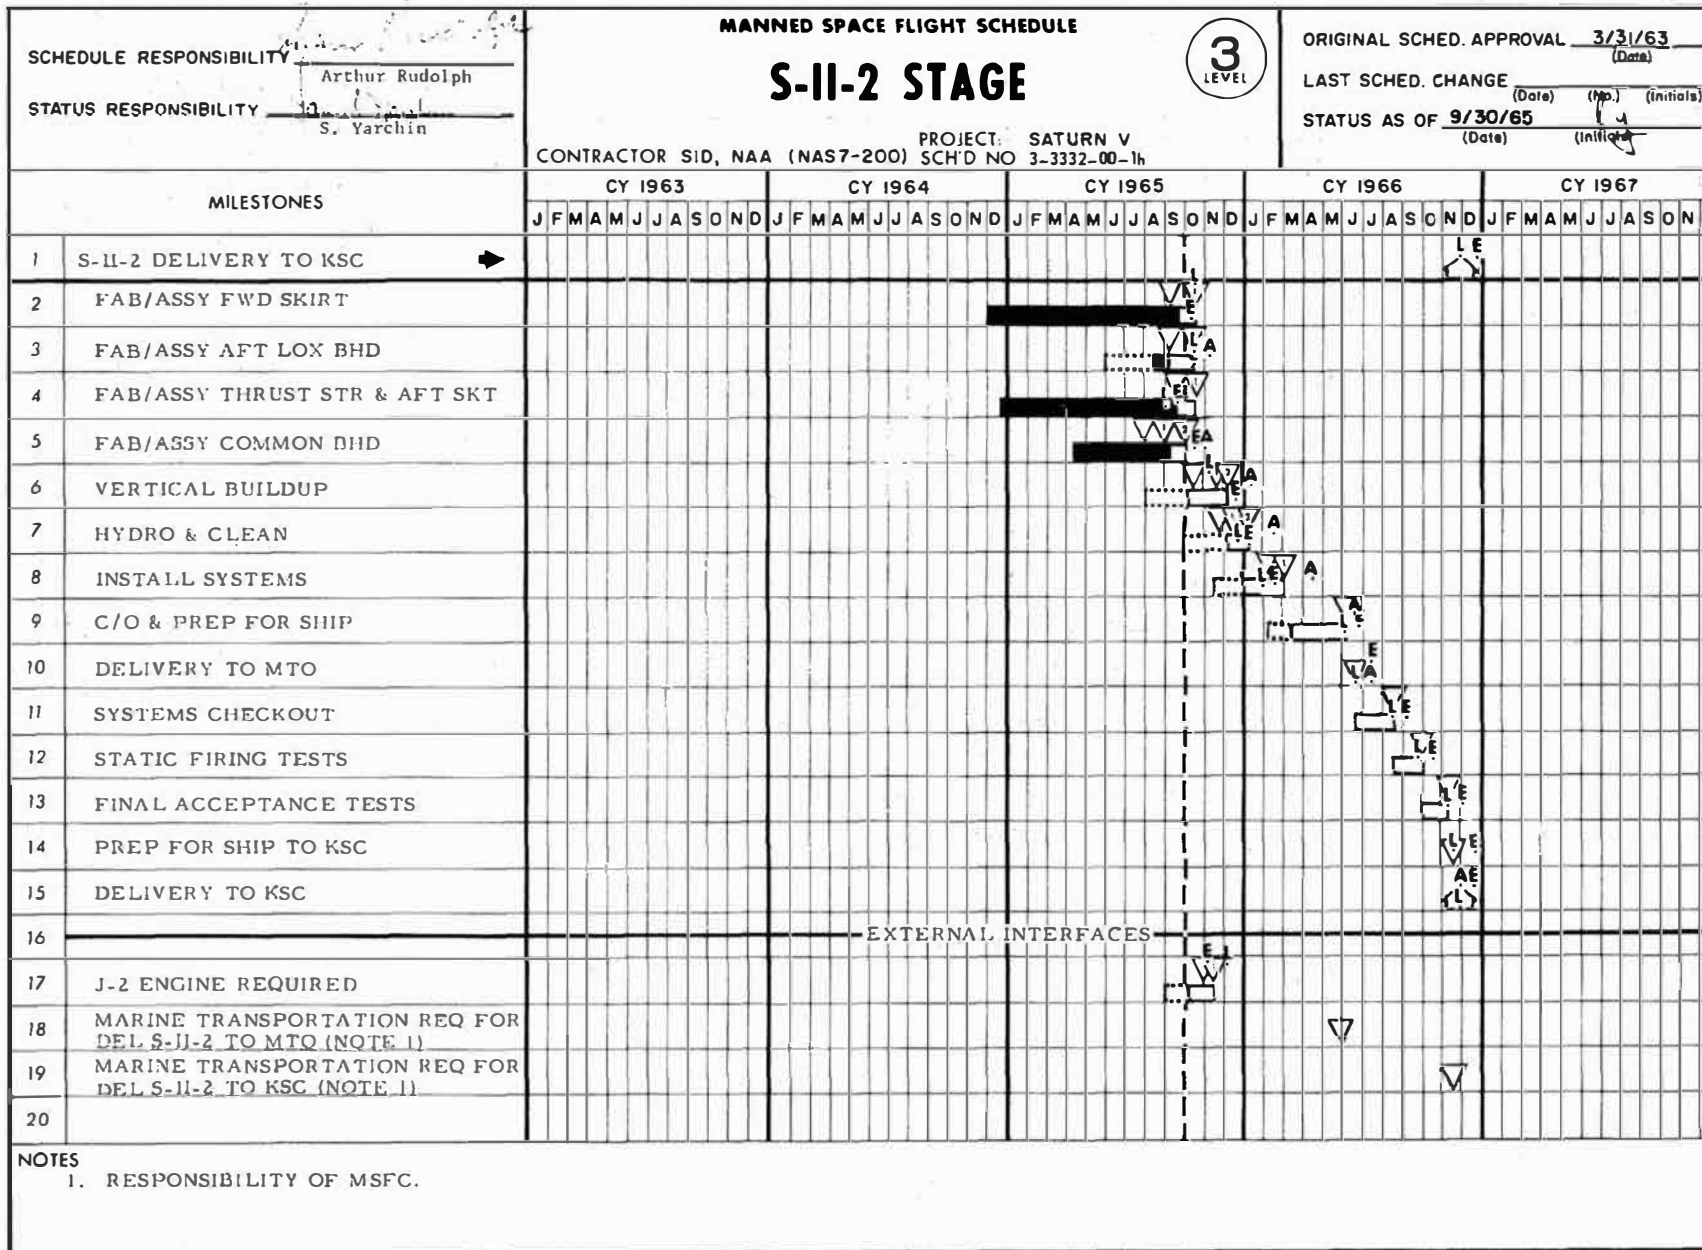 MANNED SPACE FLIGHT SCHEDULE
S-II-2 STAGE
3
LEVEL
SCHEDULE RESPONSIBILITY
Arthur Rudolph
STATUS RESPONSIBILITY
S. Yarchin
PROJECT: SATURN V
CONTRACTOR SID, NAA (NAS7-200) SCH'D NO 3-3332-00-1h
ORIGINAL SCHED. APPROVAL 3/31/63
(Date)
LAST SCHED. CHANGE
(Date) (No.) (Initials)
STATUS AS OF 9/30/65
(Date) (Initials)
MILESTONES
CY 1963 CY 1964 CY 1965 CY 1966 CY 1967
J F M A M J J A S O N D J F M A M J J A S O N D J F M A M J J A S O N D J F M A M J J A S O N D J F M A M J J A S O N
1 S-II-2 DELIVERY TO KSC L E
2 FAB/ASSY FWD SKIRT L E
3 FAB/ASSY AFT LOX BHD L A
4 FAB/ASSY THRUST STR & AFT SKT E
5 FAB/ASSY COMMON BHD 2 EA
6 VERTICAL BUILDUP L A E
7 HYDRO & CLEAN LE A
8 INSTALL SYSTEMS L E 1 A
9 C/O & PREP FOR SHIP A L E
10 DELIVERY TO MTO E L A
11 SYSTEMS CHECKOUT L E
12 STATIC FIRING TESTS L E
13 FINAL ACCEPTANCE TESTS L E
14 PREP FOR SHIP TO KSC L E
15 DELIVERY TO KSC AE L
16 EXTERNAL INTERFACES
17 J-2 ENGINE REQUIRED E
18 MARINE TRANSPORTATION REQ FOR
DEL S-II-2 TO MTO (NOTE 1)
19 MARINE TRANSPORTATION REQ FOR
DEL S-II-2 TO KSC (NOTE 1)
20
NOTES
1. RESPONSIBILITY OF MSFC.